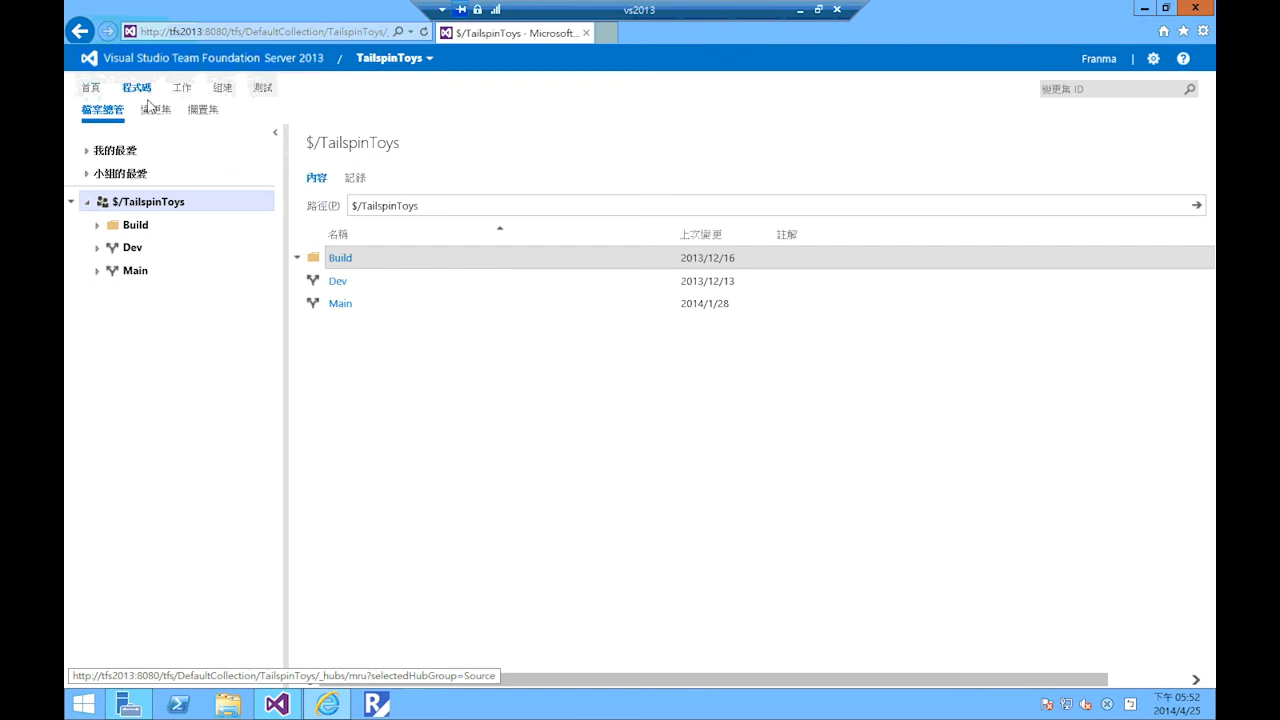 vs2013
http://tfs2013:8080/tfs/DefaultCollection/TailspinToys/_
$/TailspinToys - Microsoft...
Visual Studio Team Foundation Server 2013 / TailspinToys
Franma
首頁 程式碼 工作 組建 測試
變更集 ID
檔案總管 變更集 擱置集
我的最愛
小組的最愛
$/TailspinToys
Build
Dev
Main
$/TailspinToys
內容 記錄
路徑(P) $/TailspinToys
名稱 上次變更 註解
Build 2013/12/16
Dev 2013/12/13
Main 2014/1/28
http://tfs2013:8080/tfs/DefaultCollection/TailspinToys/_hubs/mru?selectedHubGroup=Source
下午 05:52
2014/4/25